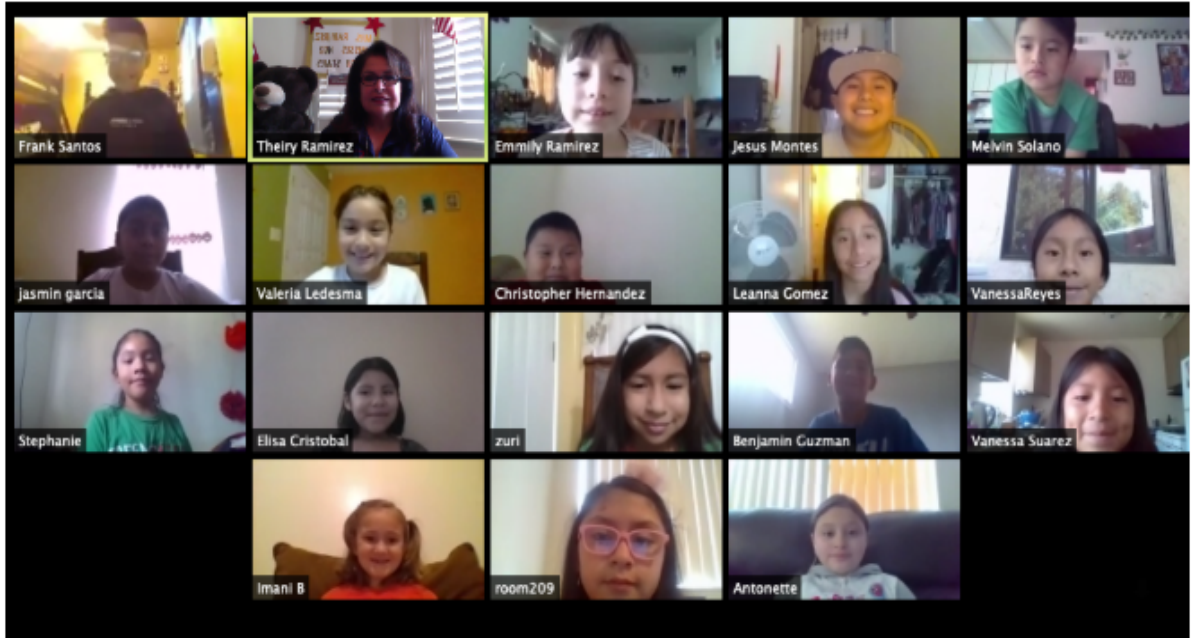 Frank Santos
Theiry Ramirez
Emmily Ramirez
Jesus Montes
Melvin Solano
jasmin garcia
Valeria Ledesma
Christopher Hernandez
Leanna Gomez
VanessaReyes
Stephanie
Elisa Cristobal
zuri
Benjamin Guzman
Vanessa Suarez
Imani B
room209
Antonette